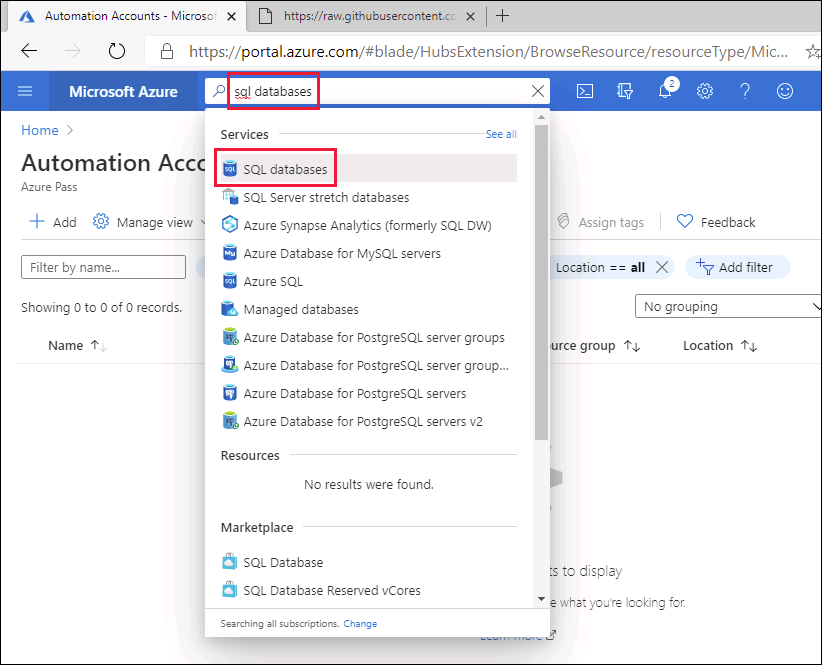 Automation Accounts - Microsof
https://raw.githubusercontent.co
https://portal.azure.com/#blade/HubsExtension/BrowseResource/resourceType/Mic...
Microsoft Azure
sql databases
2
Home
Services
See all
Automation Acco
Azure Pass
SQL databases
SQL Server stretch databases
Add
Manage view
Azure Synapse Analytics (formerly SQL DW)
Assign tags
Feedback
Azure Database for MySQL servers
Filter by name...
Azure SQL
Location == all
Add filter
Showing 0 to 0 of 0 records.
Managed databases
No grouping
Azure Database for PostgreSQL server groups
Name
urce group
Location
Azure Database for PostgreSQL server group...
Azure Database for PostgreSQL servers
Azure Database for PostgreSQL servers v2
Resources
No results were found.
Marketplace
SQL Database
ts to display
SQL Database Reserved vCores
e what you're looking for.
Searching all subscriptions. Change
Learn more